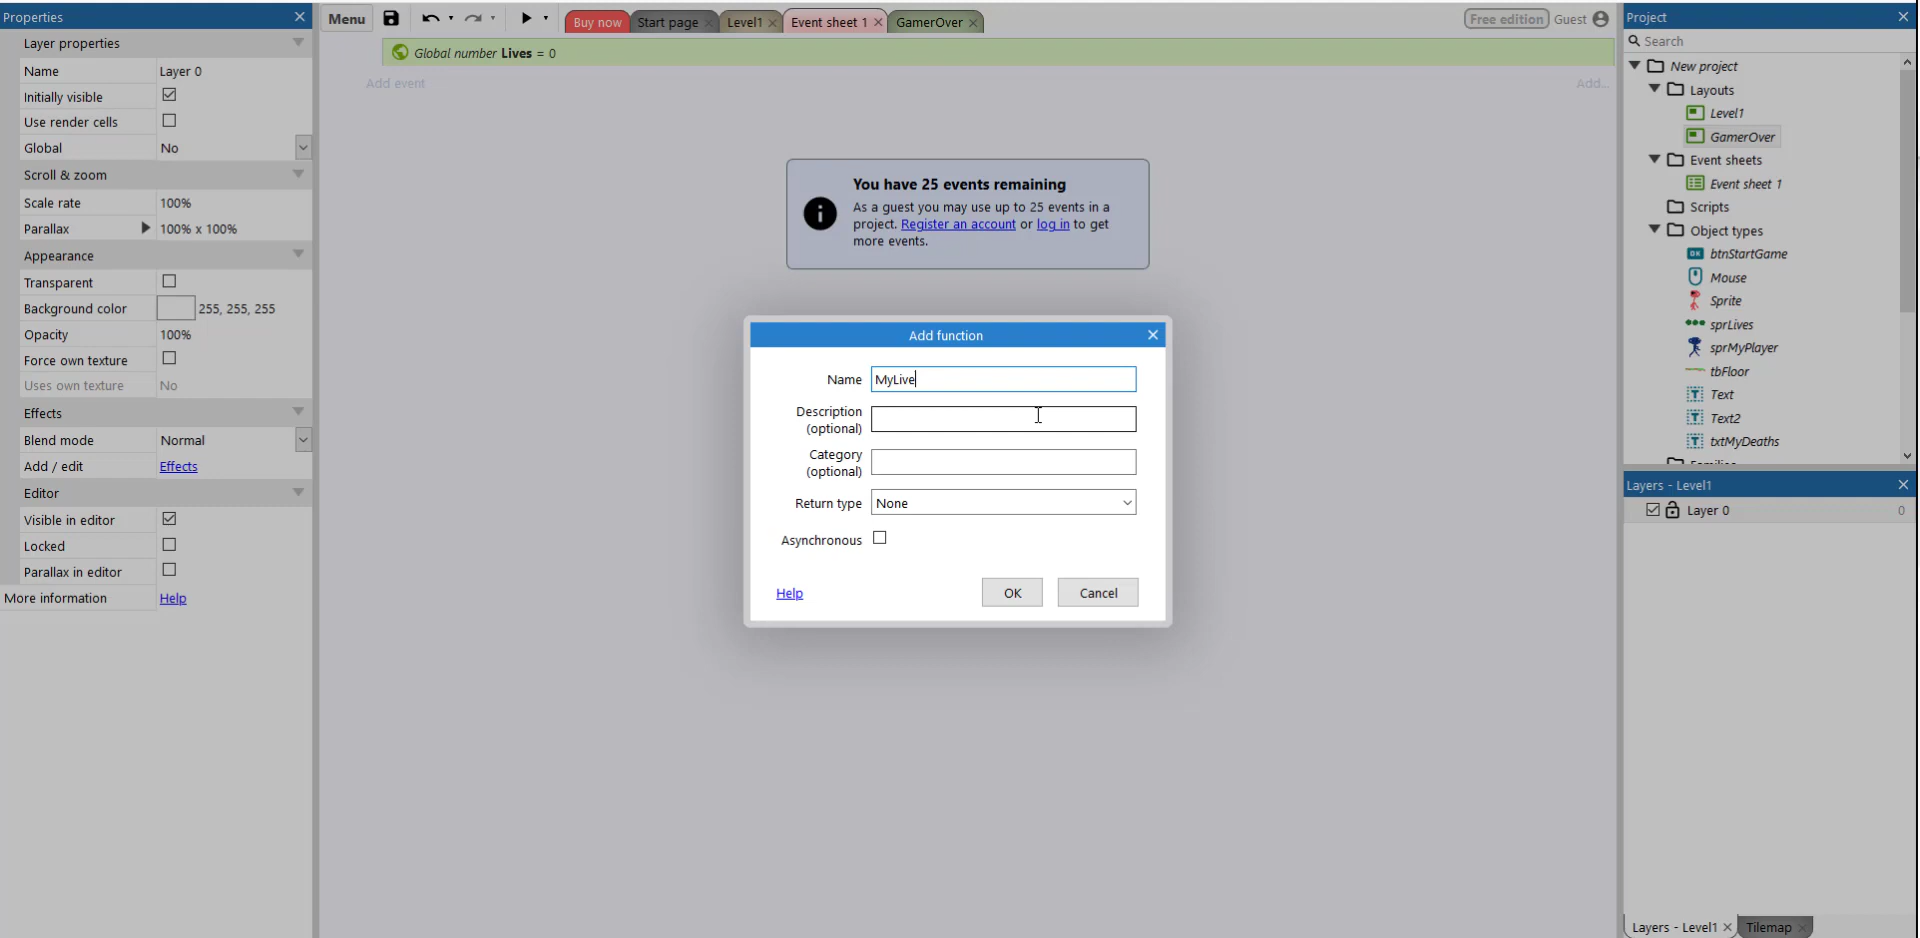 Properties
Layer properties
Name Layer 0
Initially visible
Use render cells
Global No
Scroll & zoom
Scale rate 100%
Parallax 100% x 100%
Appearance
Transparent
Background color 255, 255, 255
Opacity 100%
Force own texture
Uses own texture No
Effects
Blend mode Normal
Add / edit Effects
Editor
Visible in editor
Locked
Parallax in editor
More information Help
Menu
Buy now
Start page
Level1
Event sheet 1
GamerOver
Free edition
Guest
Global number Lives = 0
Add event
Add...
You have 25 events remaining
As a guest you may use up to 25 events in a
project. Register an account or log in to get
more events.
Add function
Name MyLive
Description
(optional)
Category
(optional)
Return type None
Asynchronous
Help
OK
Cancel
Project
Search
New project
Layouts
Level1
GamerOver
Event sheets
Event sheet 1
Scripts
Object types
btnStartGame
Mouse
Sprite
sprLives
sprMyPlayer
tbFloor
Text
Text2
txtMyDeaths
Layers - Level1
Layer 0 0
Layers - Level1
Tilemap